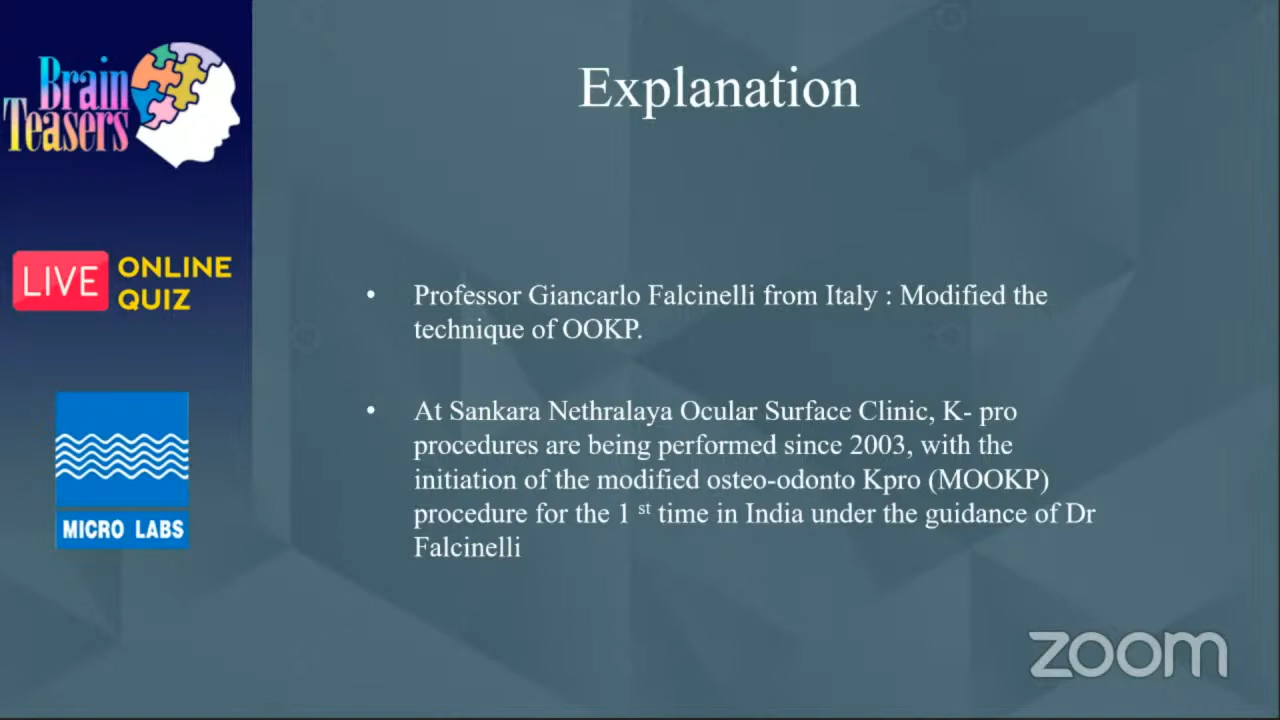 Brain
Teasers
LIVE ONLINE
QUIZ
MICRO LABS
Explanation
• Professor Giancarlo Falcinelli from Italy : Modified the
technique of OOKP.
• At Sankara Nethralaya Ocular Surface Clinic, K- pro
procedures are being performed since 2003, with the
initiation of the modified osteo-odonto Kpro (MOOKP)
procedure for the 1 st time in India under the guidance of Dr
Falcinelli
zoom